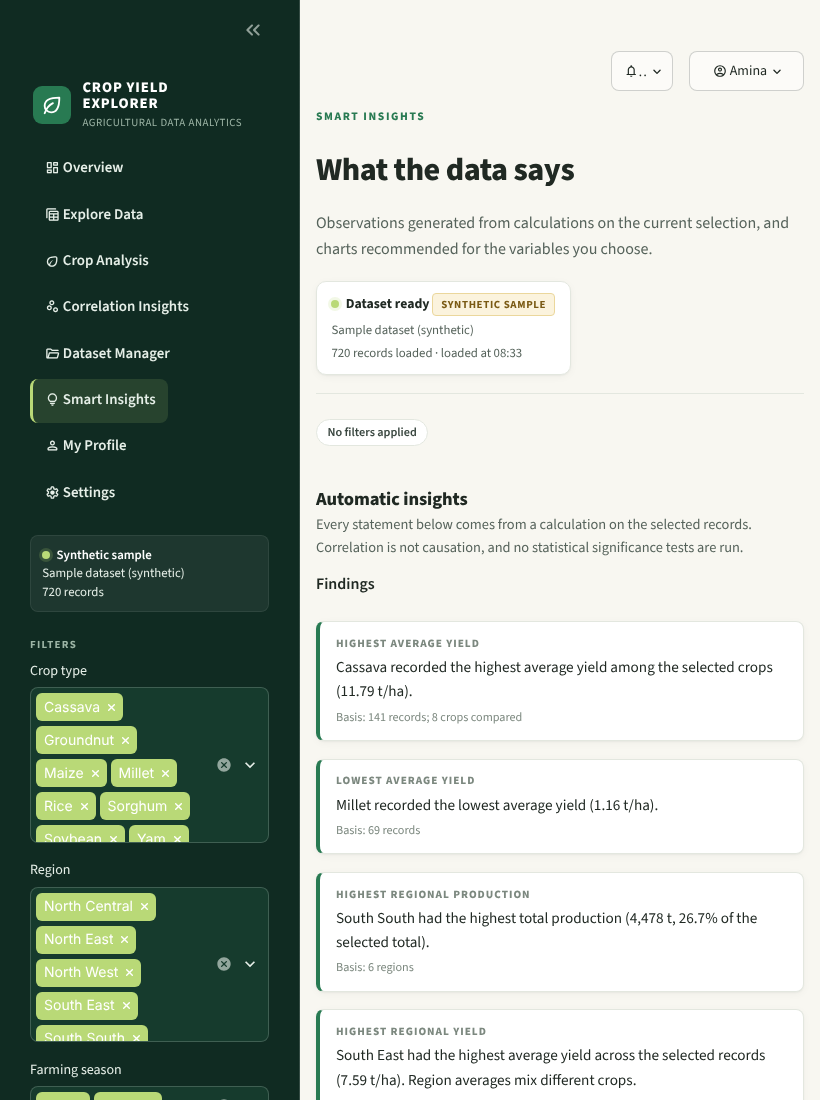 CROP YIELD
EXPLORER
AGRICULTURAL DATA ANALYTICS
Overview
Explore Data
Crop Analysis
Correlation Insights
Dataset Manager
Smart Insights
My Profile
Settings
Synthetic sample
Sample dataset (synthetic)
720 records
FILTERS
Crop type
Cassava ×
Groundnut ×
Maize × Millet ×
Rice × Sorghum ×
Soybean × Yam ×
Region
North Central ×
North East ×
North West ×
South East ×
South South ×
Farming season
.. Amina
SMART INSIGHTS
What the data says
Observations generated from calculations on the current selection, and
charts recommended for the variables you choose.
Dataset ready SYNTHETIC SAMPLE
Sample dataset (synthetic)
720 records loaded · loaded at 08:33
No filters applied
Automatic insights
Every statement below comes from a calculation on the selected records.
Correlation is not causation, and no statistical significance tests are run.
Findings
HIGHEST AVERAGE YIELD
Cassava recorded the highest average yield among the selected crops
(11.79 t/ha).
Basis: 141 records; 8 crops compared
LOWEST AVERAGE YIELD
Millet recorded the lowest average yield (1.16 t/ha).
Basis: 69 records
HIGHEST REGIONAL PRODUCTION
South South had the highest total production (4,478 t, 26.7% of the
selected total).
Basis: 6 regions
HIGHEST REGIONAL YIELD
South East had the highest average yield across the selected records
(7.59 t/ha). Region averages mix different crops.